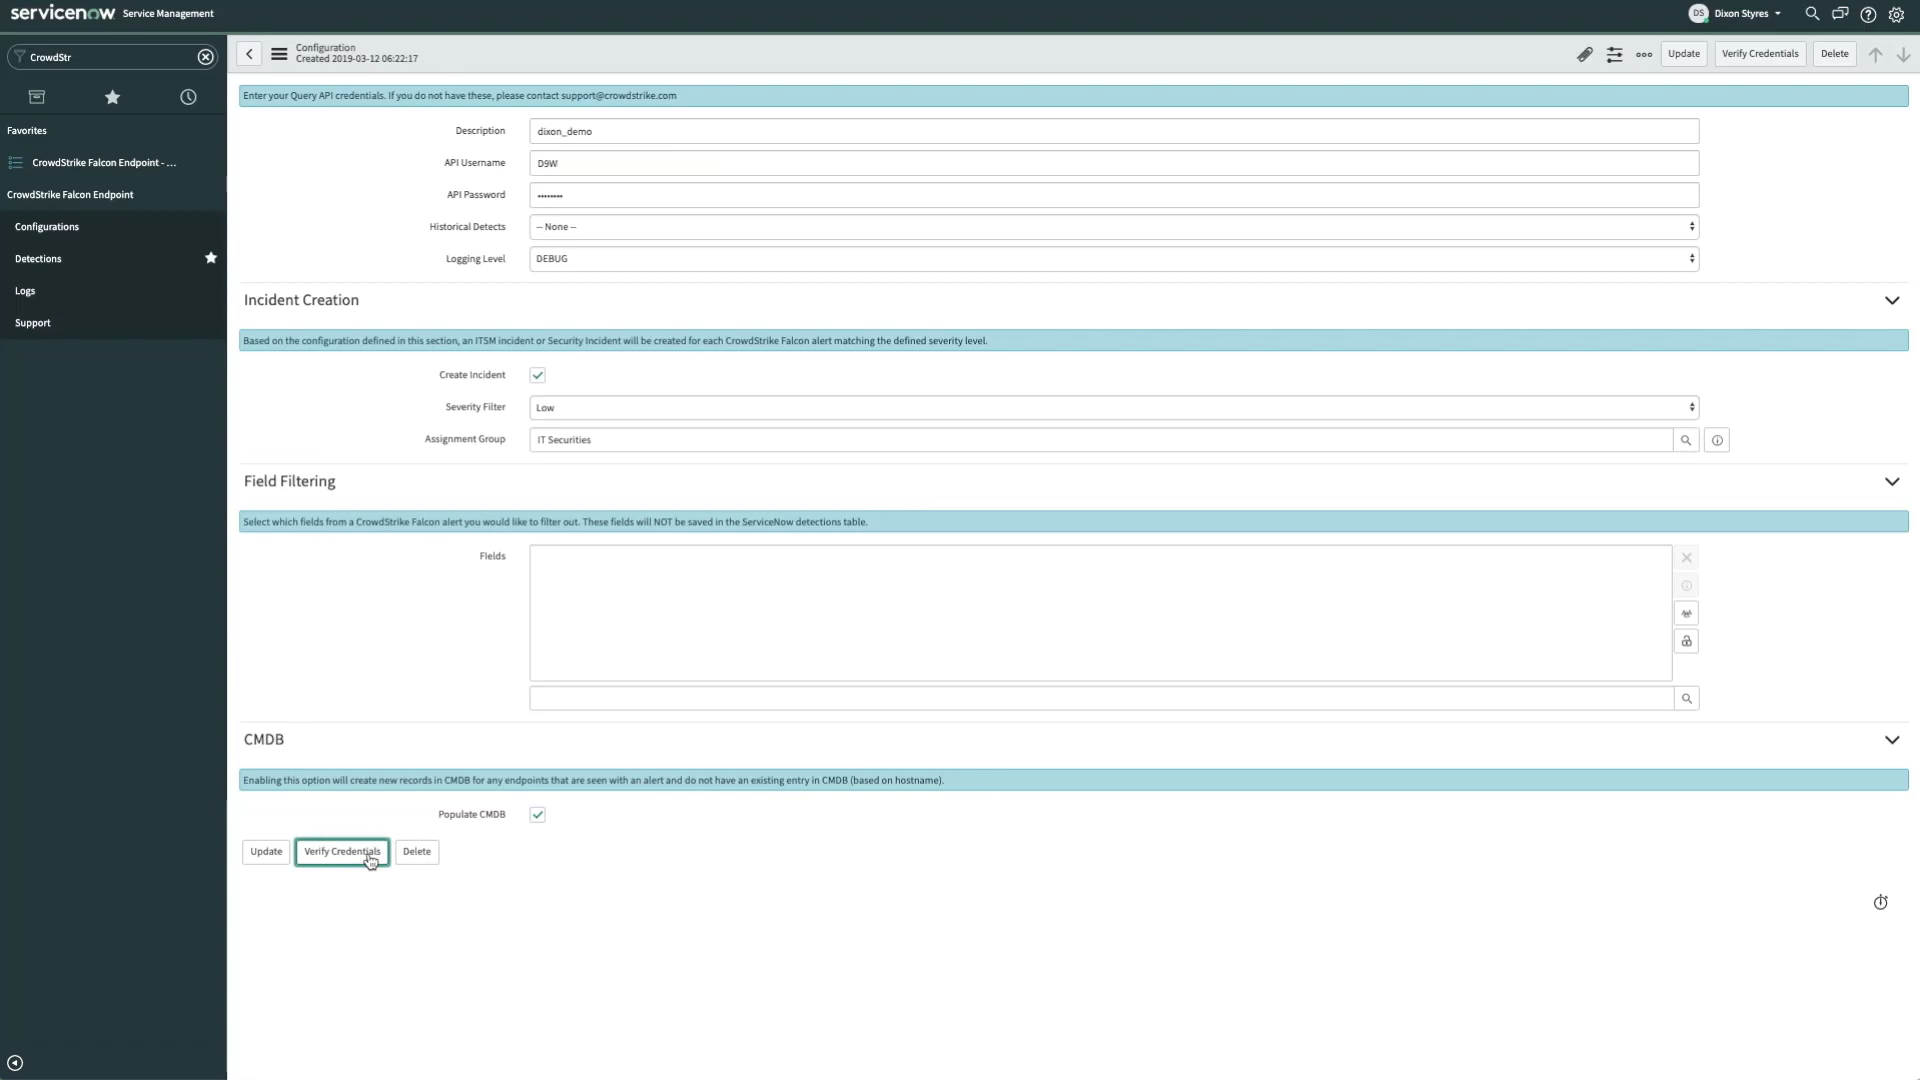 servicenow Service Management
DS Dixon Styres
CrowdStr
Configuration
Created 2019-03-12 06:22:17
Update Verify Credentials Delete
Favorites
CrowdStrike Falcon Endpoint - ...
CrowdStrike Falcon Endpoint
Configurations
Detections
Logs
Support
Enter your Query API credentials. If you do not have these, please contact support@crowdstrike.com
Description dixon_demo
API Username D9W
API Password ••••••••
Historical Detects -- None --
Logging Level DEBUG
Incident Creation
Based on the configuration defined in this section, an ITSM incident or Security Incident will be created for each CrowdStrike Falcon alert matching the defined severity level.
Create Incident
Severity Filter Low
Assignment Group IT Securities
Field Filtering
Select which fields from a CrowdStrike Falcon alert you would like to filter out. These fields will NOT be saved in the ServiceNow detections table.
Fields
CMDB
Enabling this option will create new records in CMDB for any endpoints that are seen with an alert and do not have an existing entry in CMDB (based on hostname).
Populate CMDB
Update Verify Credentials Delete